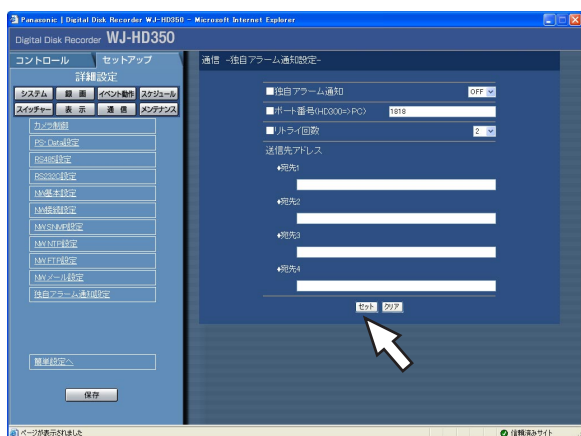 Panasonic | Digital Disk Recorder WJ-HD350 - Microsoft Internet Explorer
Digital Disk Recorder WJ-HD350
コントロール セットアップ
詳細設定
システム 録 画 イベント動作 スケジュール
スイッチャー 表 示 通 信 メンテナンス
カメラ制御
PS・Data設定
RS485設定
RS232C設定
NW基本設定
NW接続設定
NW SNMP設定
NW NTP設定
NW FTP設定
NWメール設定
独自アラーム通知設定
簡単設定へ
保存
通信 -独自アラーム通知設定-
■独自アラーム通知 OFF
■ポート番号(HD300=>PC) 1818
■リトライ回数 2
送信先アドレス
♦宛先1
♦宛先2
♦宛先3
♦宛先4
セット クリア
ページが表示されました
信頼済みサイト